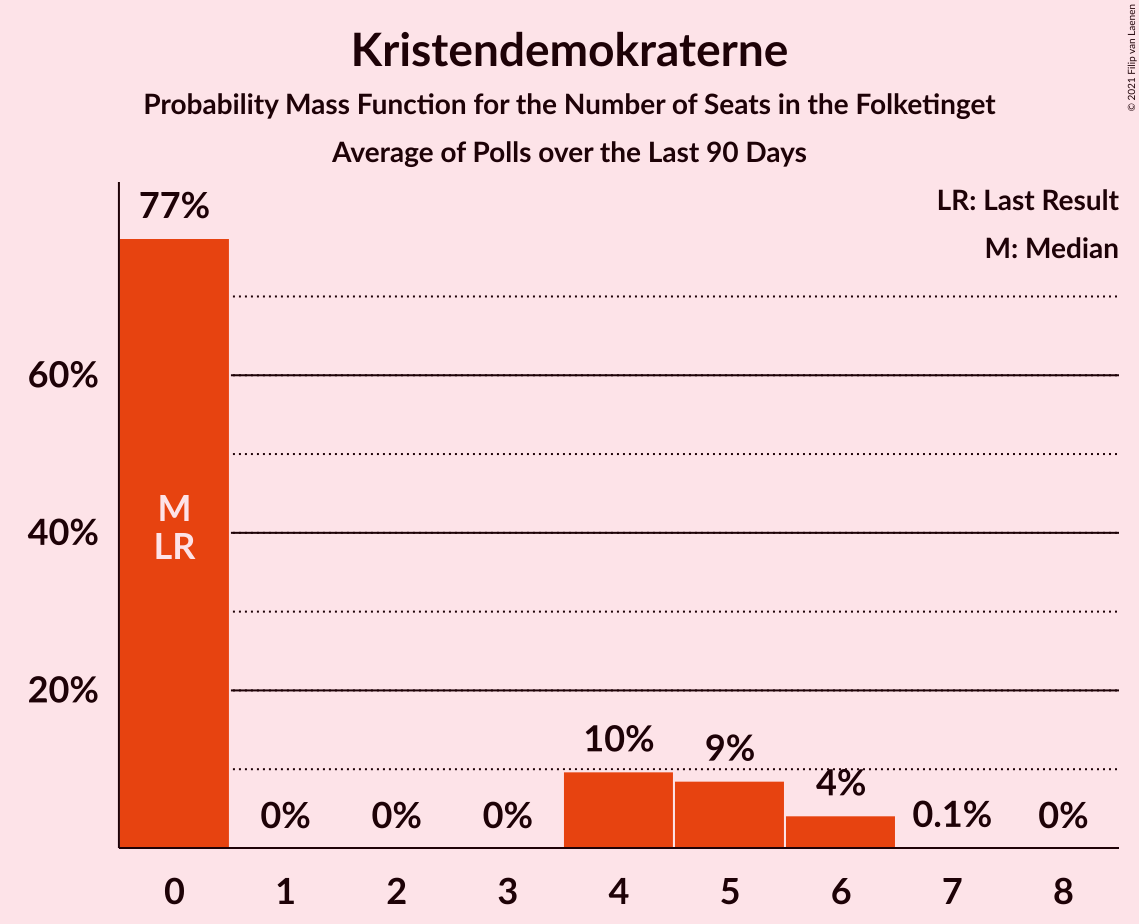 Kristendemokraterne
Probability Mass Function for the Number of Seats in the Folketinget
Average of Polls over the Last 90 Days
© 2021 Filip van Laenen
LR: Last Result
M: Median
77%
60%
40%
20%
M
LR
0%
0%
0%
10%
9%
4%
0.1%
0%
0 1 2 3 4 5 6 7 8